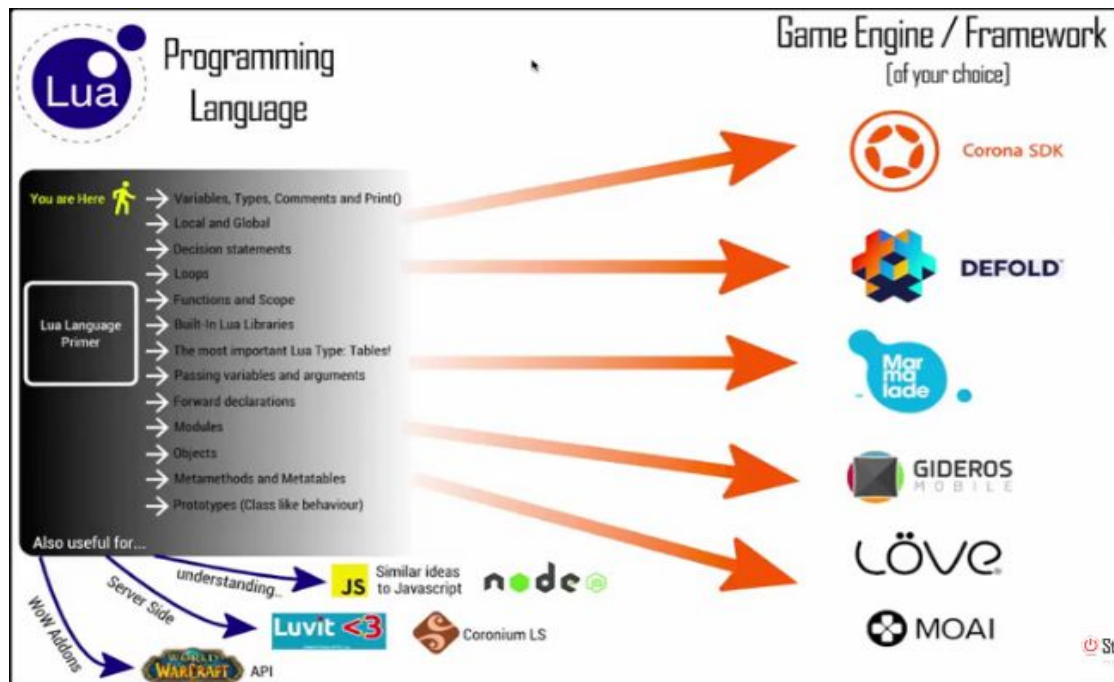 Lua
Programming
Language
Game Engine / Framework
[of your choice]
You are Here
Variables, Types, Comments and Print()
Local and Global
Decision statements
Loops
Functions and Scope
Built-In Lua Libraries
The most important Lua Type: Tables!
Passing variables and arguments
Forward declarations
Modules
Objects
Metamethods and Metatables
Prototypes (Class like behaviour)
Lua Language
Primer
Also useful for...
understanding..
Server Side
WoW Addons
JS
Similar ideas
to Javascript
node
JS
Luvit <3
Coronium LS
WORLD
WARCRAFT
API
Corona SDK
DEFOLD™
Mar
ma
lade
GIDEROS
MOBILE
LÖVE
MOAI